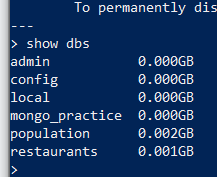 To permanently dis
---
> show dbs
admin 0.000GB
config 0.000GB
local 0.000GB
mongo_practice 0.000GB
population 0.002GB
restaurants 0.001GB
>